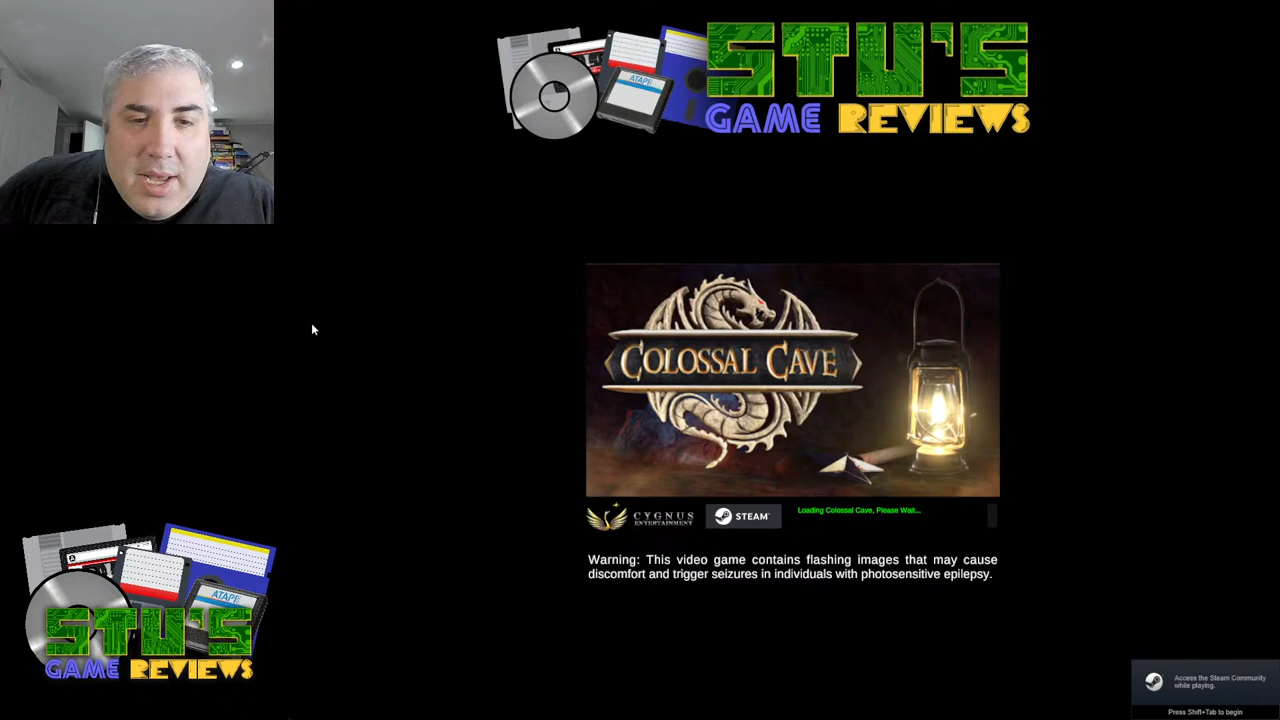 STU'S
GAME REVIEWS
ATAPI
COLOSSAL CAVE
CYGNUS
ENTERTAINMENT
STEAM
Loading Colossal Cave, Please Wait...
Warning: This video game contains flashing images that may cause
discomfort and trigger seizures in individuals with photosensitive epilepsy.
ATAPI
STU'S
GAME REVIEWS
Access the Steam Community
while playing.
Press Shift+Tab to begin